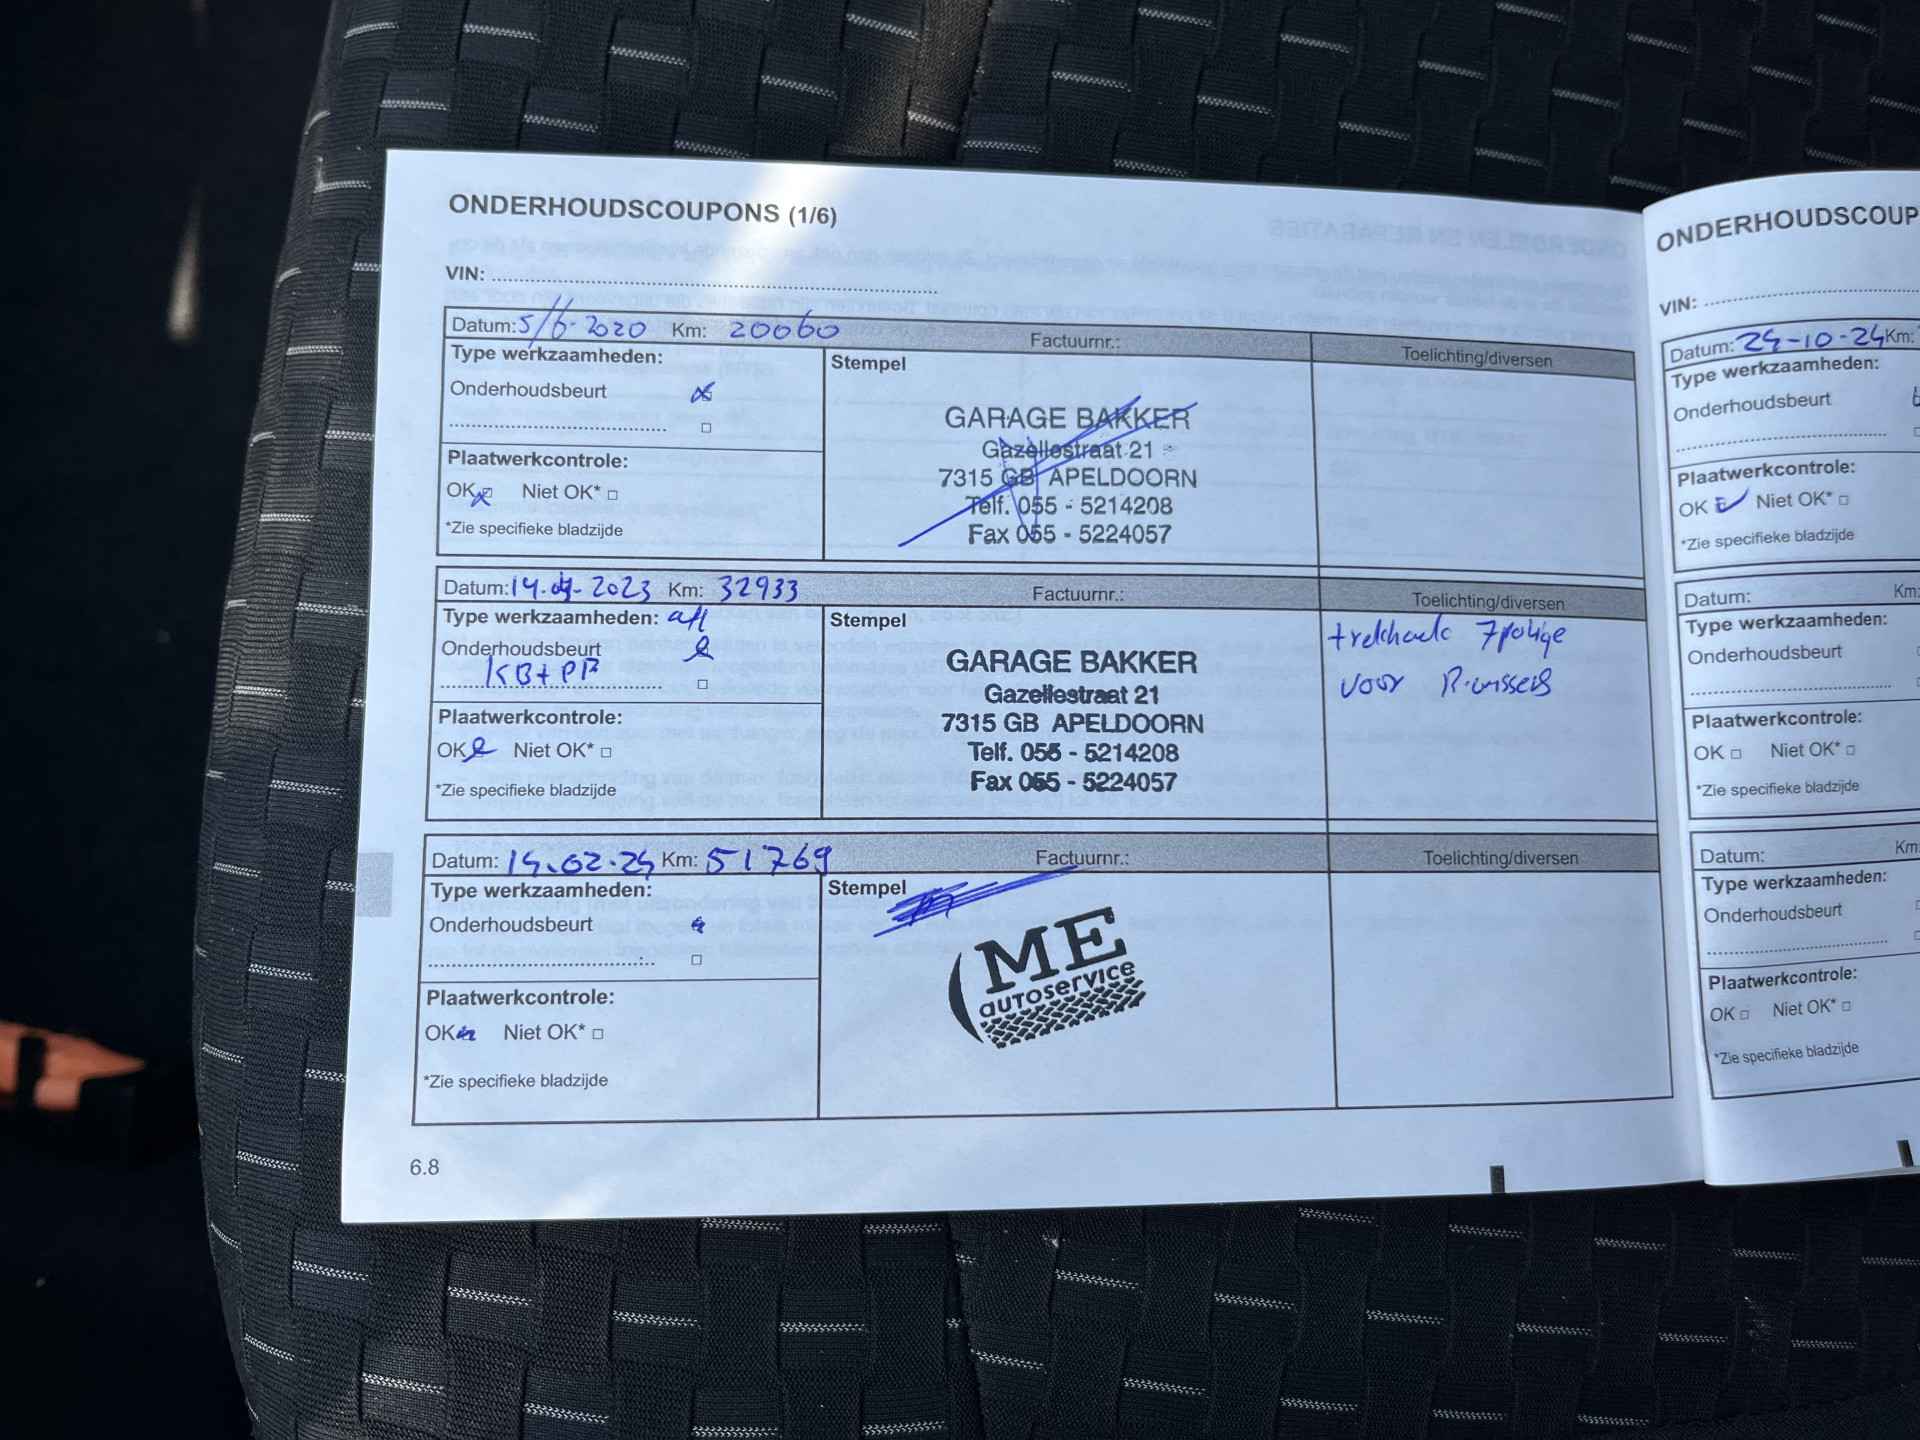 ONDERHOUDSCOUPONS (1/6)
VIN:
Datum: 5/6-2020 Km: 20060 Factuurnr.: Toelichting/diversen
Type werkzaamheden:
Stempel
Onderhoudsbeurt
GARAGE BAKKER
Gazellestraat 21
Plaatwerkcontrole:
7315 GB APELDOORN
OK Niet OK*
Telf. 055 - 5214208
*Zie specifieke bladzijde
Fax 055 - 5224057
Datum: 14-04-2023 Km: 32933 Factuurnr.: Toelichting/diversen
Type werkzaamheden: afl
Stempel
trekhaak 7polige
Onderhoudsbeurt
KB+PR
voor
GARAGE BAKKER
Gazellestraat 21
Plaatwerkcontrole:
7315 GB APELDOORN
OK Niet OK*
Telf. 055 - 5214208
*Zie specifieke bladzijde
Fax 055 - 5224057
Datum: 14.02.24 Km: 51769 Factuurnr.: Toelichting/diversen
Type werkzaamheden:
Stempel
Onderhoudsbeurt
ME
autoservice
Plaatwerkcontrole:
OK Niet OK*
*Zie specifieke bladzijde
6.8
ONDERHOUDSCOUP
VIN:
Datum: 24-10-24 Km:
Type werkzaamheden:
Onderhoudsbeurt
Plaatwerkcontrole:
OK Niet OK*
*Zie specifieke bladzijde
Datum: Km:
Type werkzaamheden:
Onderhoudsbeurt
Plaatwerkcontrole:
OK Niet OK*
*Zie specifieke bladzijde
Datum: Km:
Type werkzaamheden:
Onderhoudsbeurt
Plaatwerkcontrole:
OK Niet OK*
*Zie specifieke bladzijde